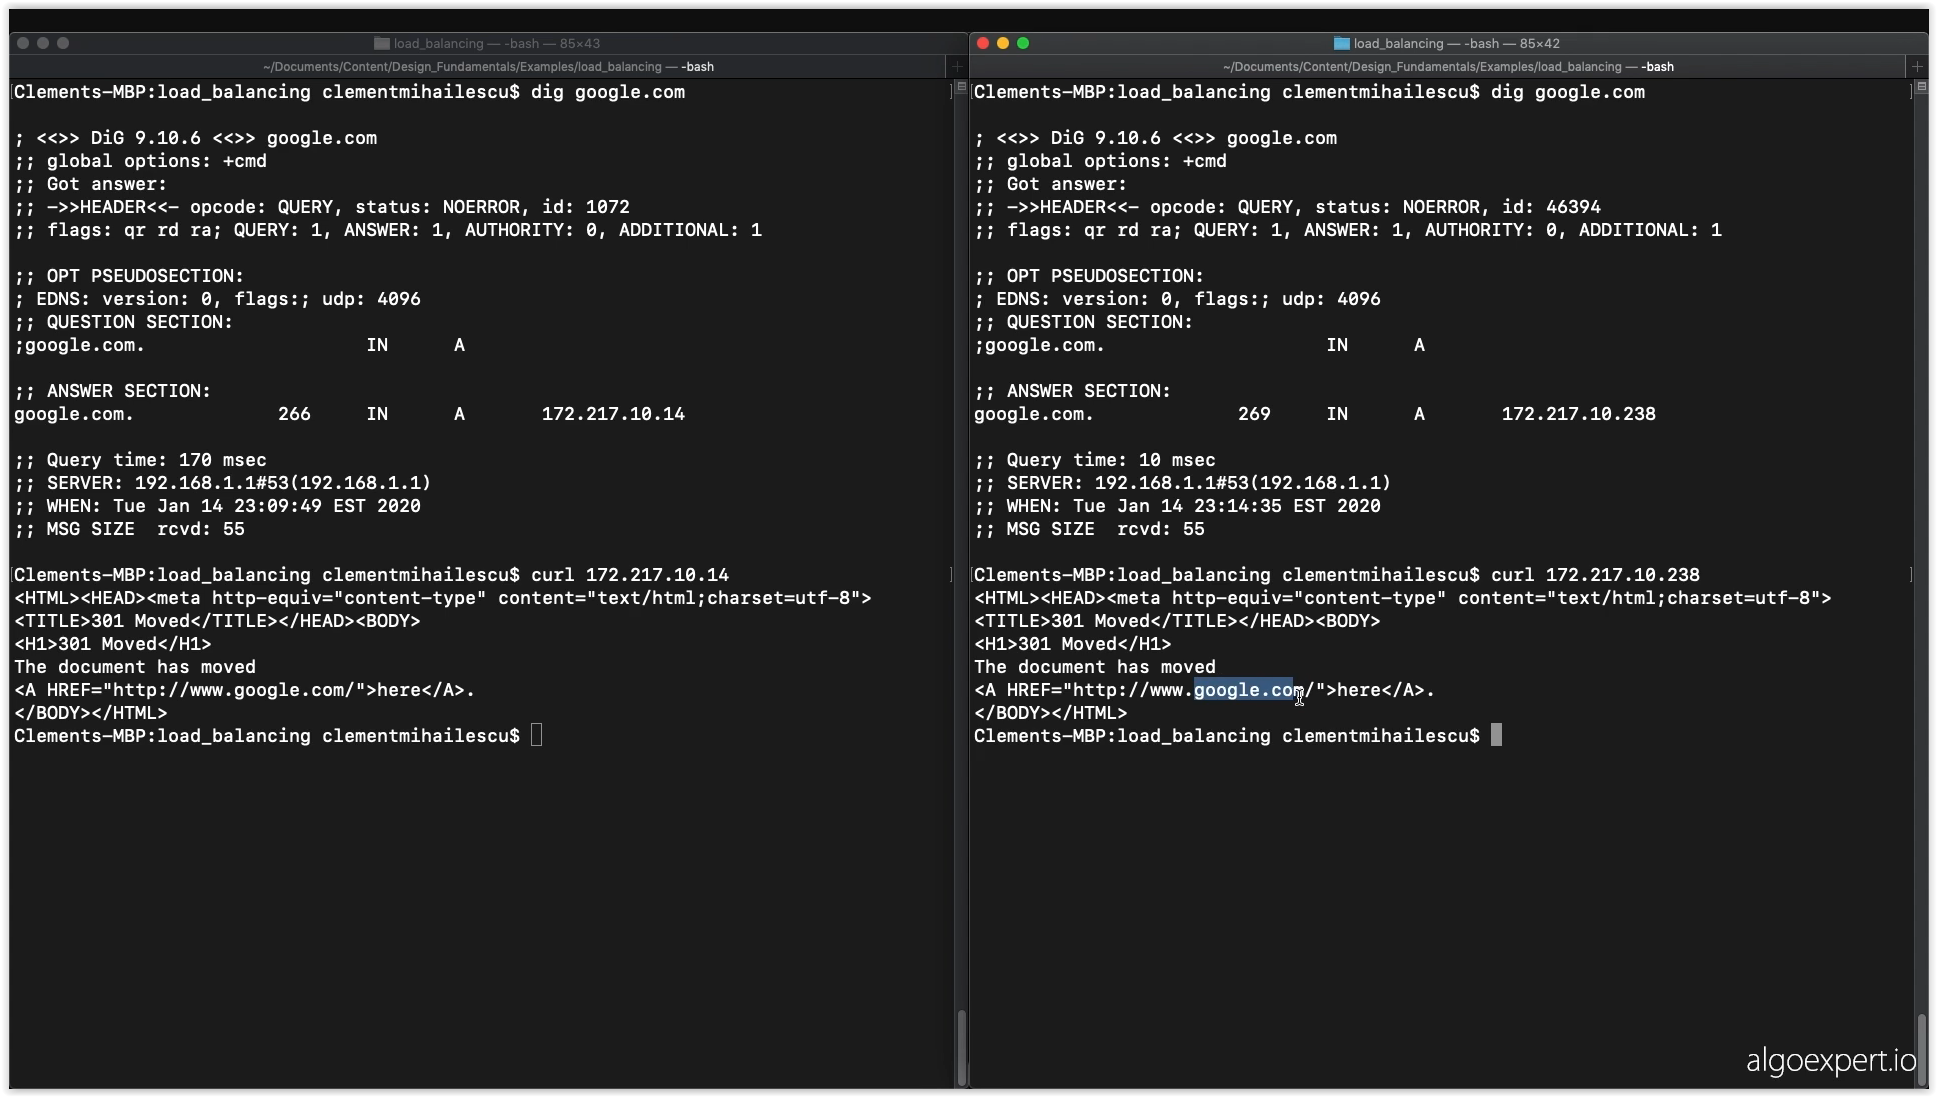 load_balancing — -bash — 85×43
~/Documents/Content/Design_Fundamentals/Examples/load_balancing — -bash
[Clements-MBP:load_balancing clementmihailescu$ dig google.com ]

; <<>> DiG 9.10.6 <<>> google.com
;; global options: +cmd
;; Got answer:
;; ->>HEADER<<- opcode: QUERY, status: NOERROR, id: 1072
;; flags: qr rd ra; QUERY: 1, ANSWER: 1, AUTHORITY: 0, ADDITIONAL: 1

;; OPT PSEUDOSECTION:
; EDNS: version: 0, flags:; udp: 4096
;; QUESTION SECTION:
;google.com. IN A

;; ANSWER SECTION:
google.com. 266 IN A 172.217.10.14

;; Query time: 170 msec
;; SERVER: 192.168.1.1#53(192.168.1.1)
;; WHEN: Tue Jan 14 23:09:49 EST 2020
;; MSG SIZE rcvd: 55

[Clements-MBP:load_balancing clementmihailescu$ curl 172.217.10.14 ]
<HTML><HEAD><meta http-equiv="content-type" content="text/html;charset=utf-8">
<TITLE>301 Moved</TITLE></HEAD><BODY>
<H1>301 Moved</H1>
The document has moved
<A HREF="http://www.google.com/">here</A>.
</BODY></HTML>
Clements-MBP:load_balancing clementmihailescu$

load_balancing — -bash — 85×42
~/Documents/Content/Design_Fundamentals/Examples/load_balancing — -bash
[Clements-MBP:load_balancing clementmihailescu$ dig google.com ]

; <<>> DiG 9.10.6 <<>> google.com
;; global options: +cmd
;; Got answer:
;; ->>HEADER<<- opcode: QUERY, status: NOERROR, id: 46394
;; flags: qr rd ra; QUERY: 1, ANSWER: 1, AUTHORITY: 0, ADDITIONAL: 1

;; OPT PSEUDOSECTION:
; EDNS: version: 0, flags:; udp: 4096
;; QUESTION SECTION:
;google.com. IN A

;; ANSWER SECTION:
google.com. 269 IN A 172.217.10.238

;; Query time: 10 msec
;; SERVER: 192.168.1.1#53(192.168.1.1)
;; WHEN: Tue Jan 14 23:14:35 EST 2020
;; MSG SIZE rcvd: 55

[Clements-MBP:load_balancing clementmihailescu$ curl 172.217.10.238 ]
<HTML><HEAD><meta http-equiv="content-type" content="text/html;charset=utf-8">
<TITLE>301 Moved</TITLE></HEAD><BODY>
<H1>301 Moved</H1>
The document has moved
<A HREF="http://www.google.com/">here</A>.
</BODY></HTML>
Clements-MBP:load_balancing clementmihailescu$

algoexpert.io